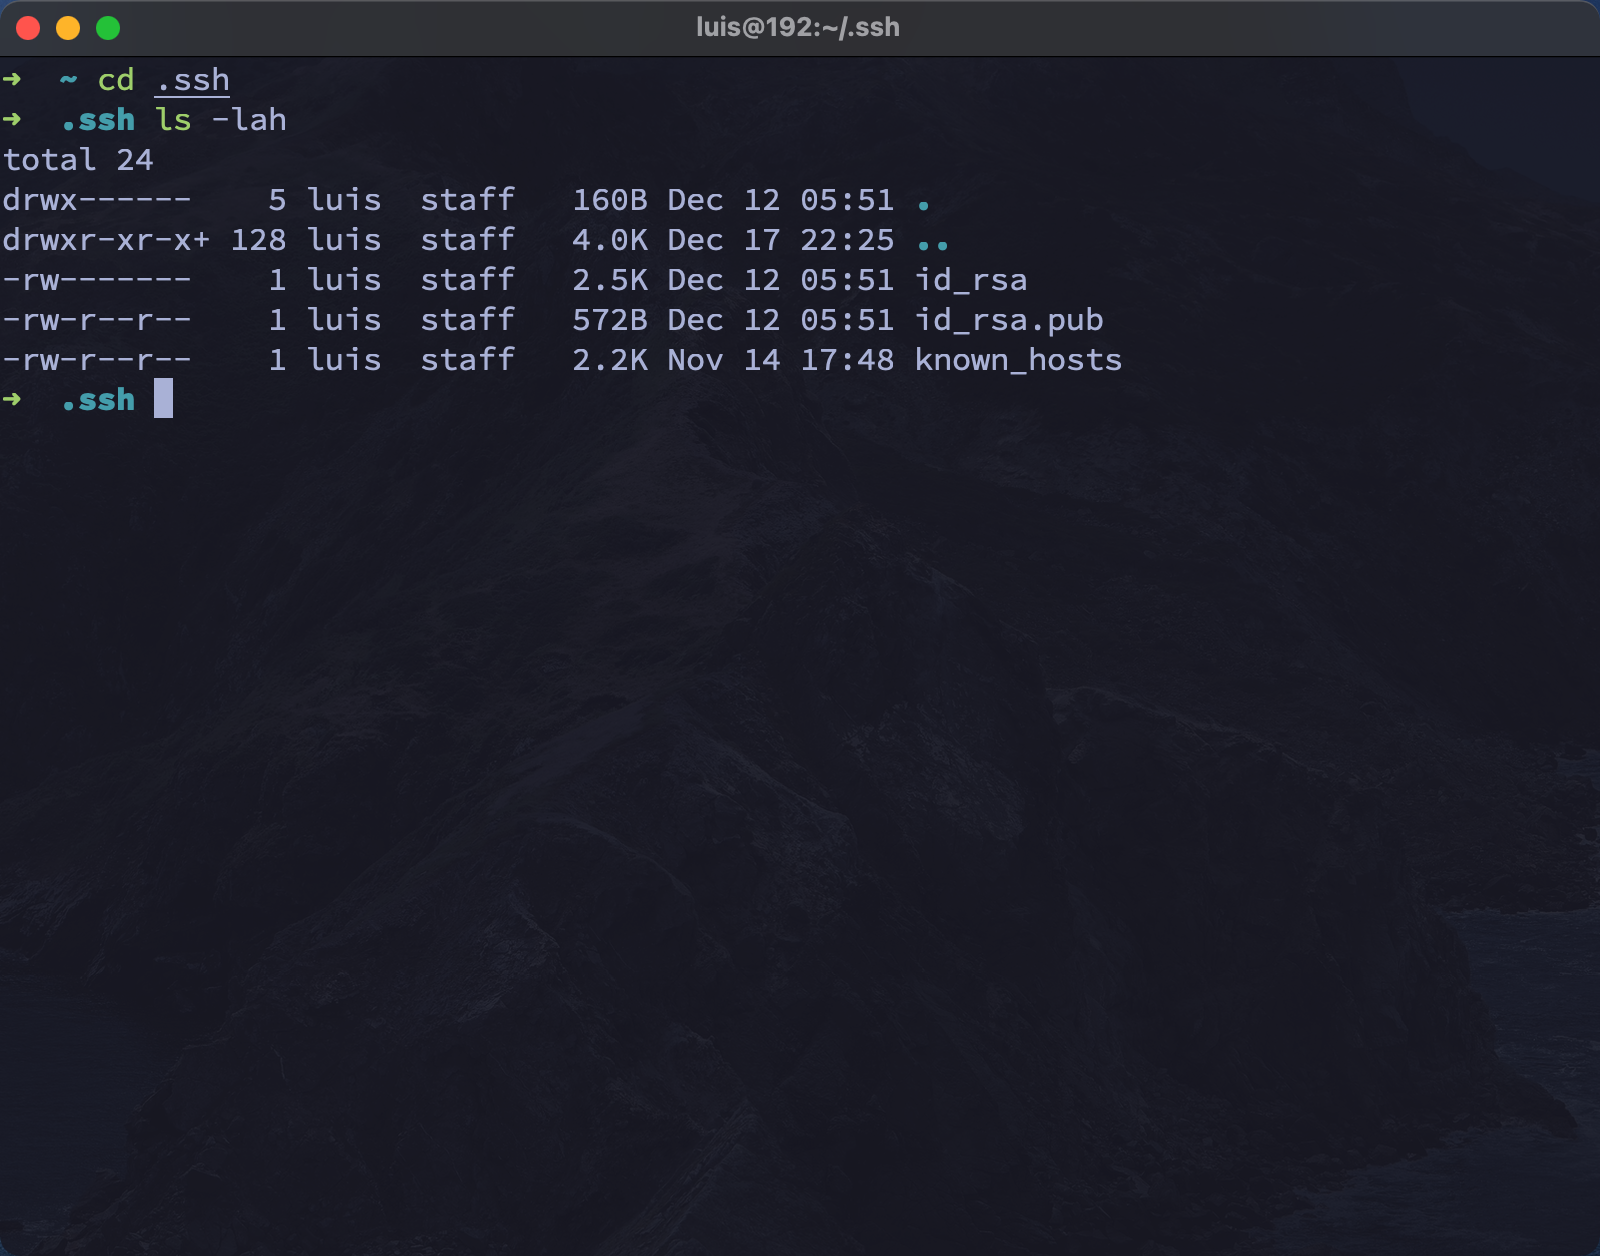 luis@192:~/.ssh
➜  ~ cd .ssh
➜  .ssh ls -lah
total 24
drwx------    5 luis  staff   160B Dec 12 05:51 .
drwxr-xr-x+ 128 luis  staff   4.0K Dec 17 22:25 ..
-rw-------    1 luis  staff   2.5K Dec 12 05:51 id_rsa
-rw-r--r--    1 luis  staff   572B Dec 12 05:51 id_rsa.pub
-rw-r--r--    1 luis  staff   2.2K Nov 14 17:48 known_hosts
➜  .ssh